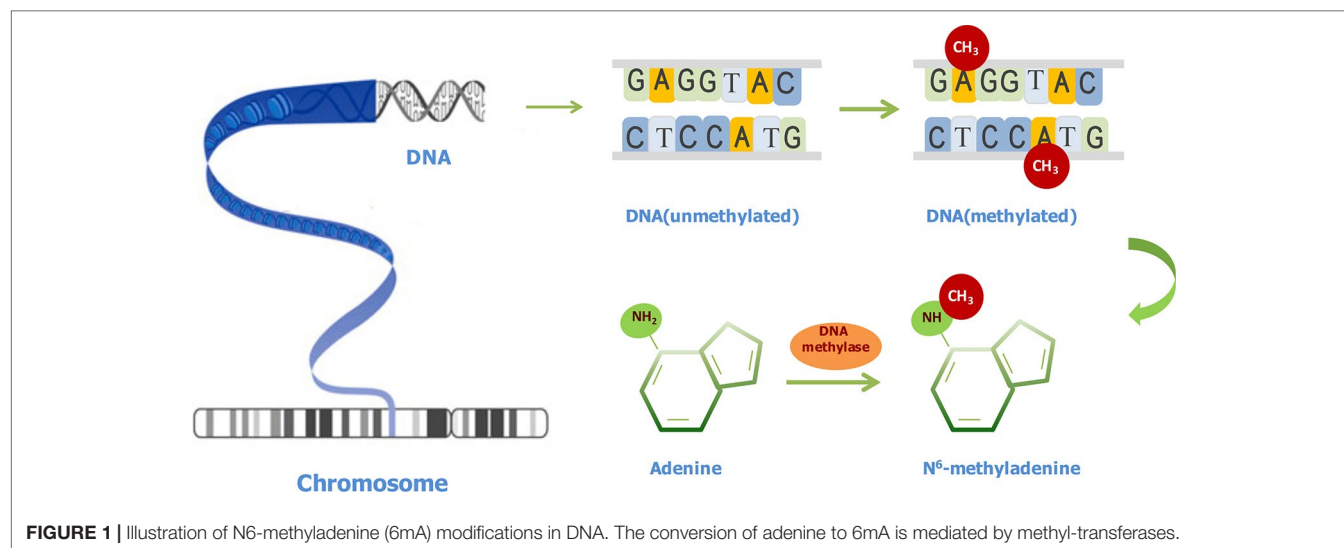 CH₃
CH₃
GAGGTAC
GAGGTAC
CTCCATG
CTCCATG
CH₃
DNA
DNA(unmethylated)
DNA(methylated)
NH₂
DNA
methylase
NH
CH₃
Adenine
N⁶-methyladenine
Chromosome
FIGURE 1 | Illustration of N6-methyladenine (6mA) modifications in DNA. The conversion of adenine to 6mA is mediated by methyl-transferases.